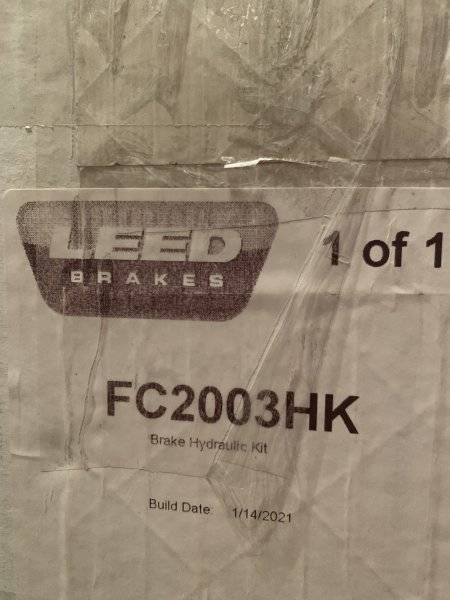 LEED
BRAKES
1 of 1
FC2003HK
Brake Hydraulic Kit
Build Date: 1/14/2021